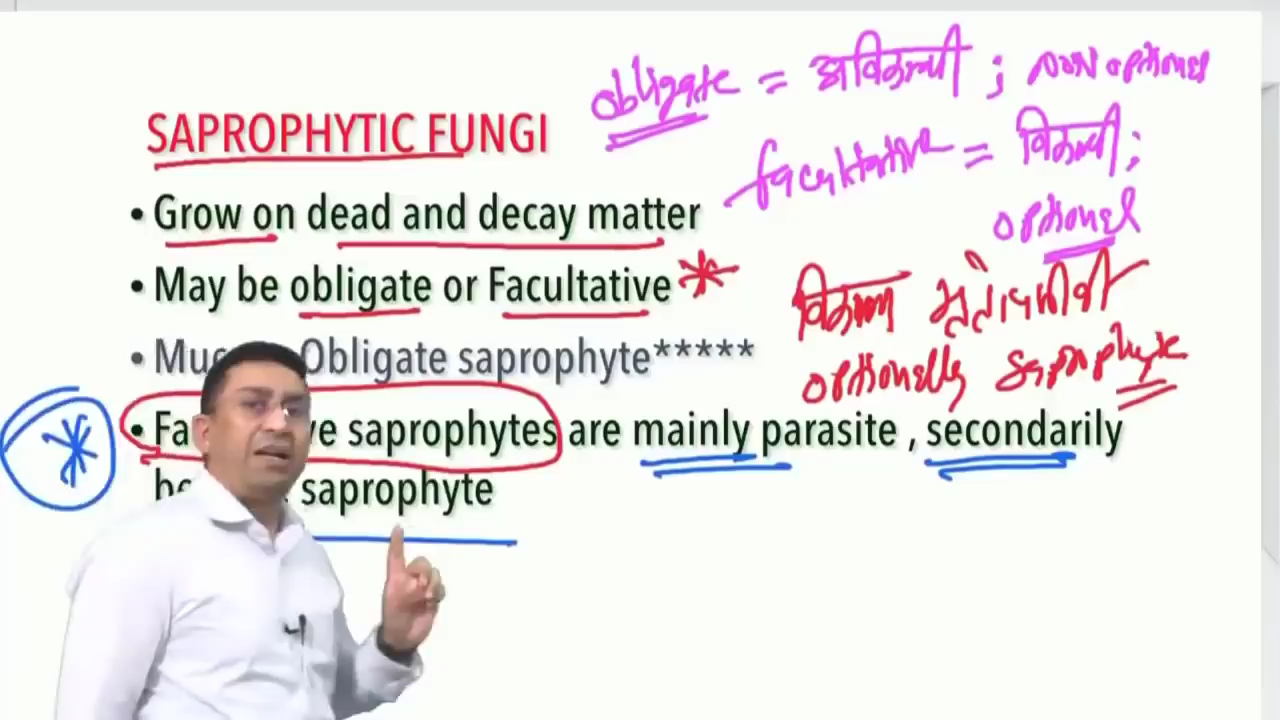 SAPROPHYTIC FUNGI
• Grow on dead and decay matter
• May be obligate or Facultative *
• Obligate saprophyte*****
• saprophytes are mainly parasite , secondarily
saprophyte
obligate = अविकल्पी ; non optional
facultative = विकल्पी ;
optional
विकल्प मृतोपजीवी
optionally saprophyte
*